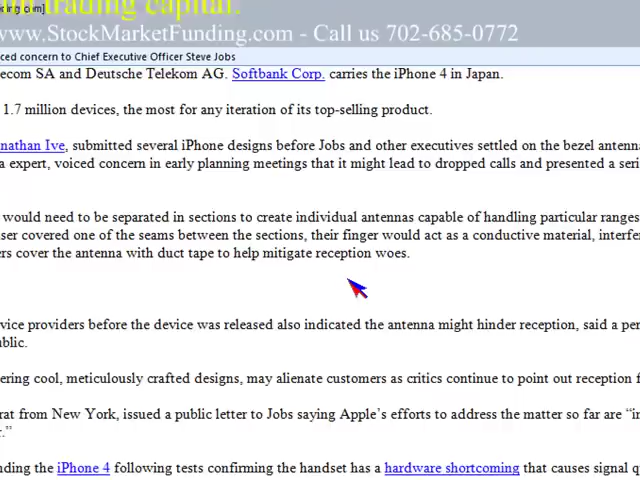 trading capital.
www.StockMarketFunding.com - Call us 702-685-0772
ced concern to Chief Executive Officer Steve Jobs
ecom SA and Deutsche Telekom AG. Softbank Corp. carries the iPhone 4 in Japan.
1.7 million devices, the most for any iteration of its top-selling product.
nathan Ive, submitted several iPhone designs before Jobs and other executives settled on the bezel antenna
a expert, voiced concern in early planning meetings that it might lead to dropped calls and presented a seri
would need to be separated in sections to create individual antennas capable of handling particular ranges
ser covered one of the seams between the sections, their finger would act as a conductive material, interfe
ers cover the antenna with duct tape to help mitigate reception woes.
vice providers before the device was released also indicated the antenna might hinder reception, said a per
ublic.
ering cool, meticulously crafted designs, may alienate customers as critics continue to point out reception f
rat from New York, issued a public letter to Jobs saying Apple’s efforts to address the matter so far are “in
r.”
nding the iPhone 4 following tests confirming the handset has a hardware shortcoming that causes signal q